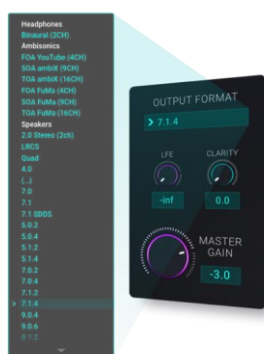 Headphones
Binaural (2CH)
Ambisonics
FOA YouTube (4CH)
SOA ambiX (9CH)
TOA ambiX (16CH)
FOA FuMa (4CH)
SOA FuMa (9CH)
TOA FuMa (16CH)
Speakers
2.0 Stereo (2ch)
LRCS
Quad
4.0
(...)
7.0
7.1
7.1 SDDS
5.0.2
5.0.4
5.1.2
5.1.4
7.0.2
7.0.4
7.1.2
> 7.1.4
9.0.4
9.0.6
9.1.2
OUTPUT FORMAT
> 7.1.4
LFE CLARITY
-inf 0.0
MASTER
GAIN
-3.0